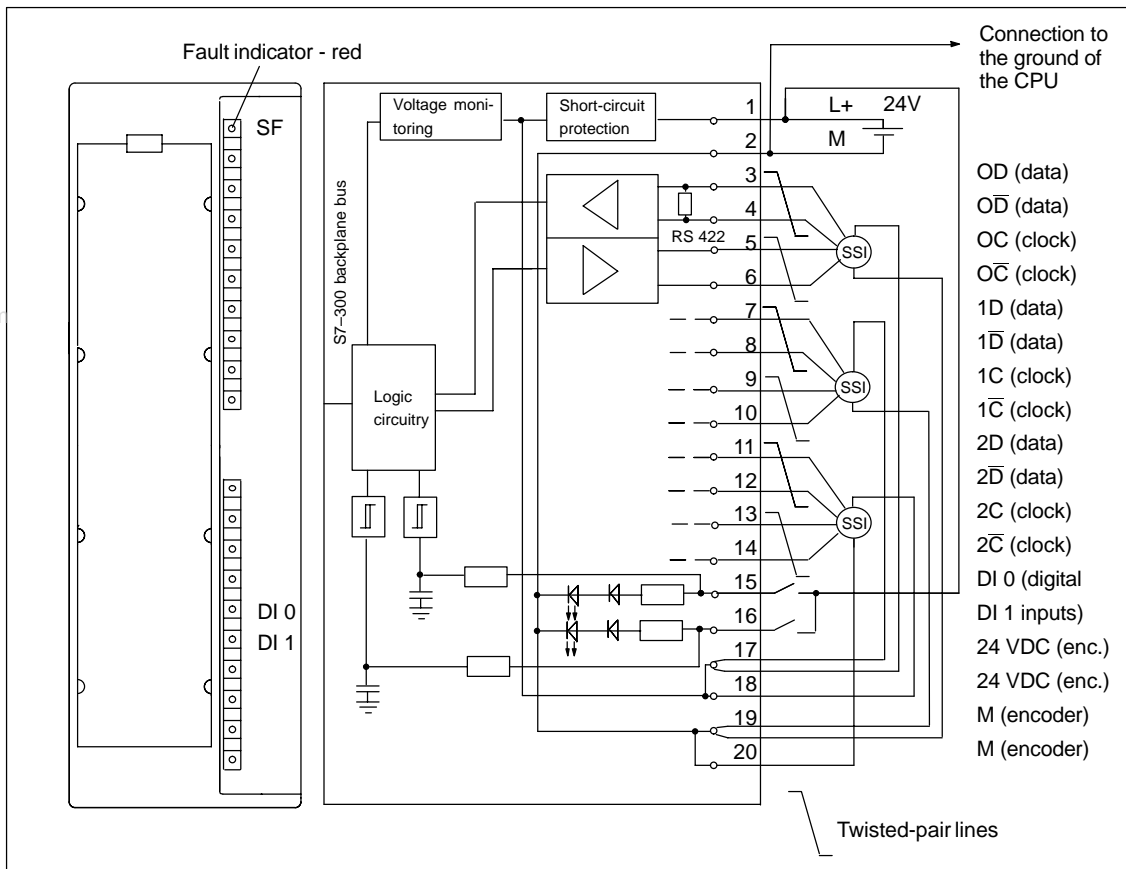 Fault indicator - red
SF
DI 0
DI 1
S7–300 backplane bus
Voltage moni-
toring
Short-circuit
protection
Logic
circuitry
RS 422
1
2
3
4
5
6
7
8
9
10
11
12
13
14
15
16
17
18
19
20
L+
24V
M
SSI
SSI
SSI
Connection to
the ground of
the CPU
OD (data)
OD̅ (data)
OC (clock)
OC̅ (clock)
1D (data)
1D̅ (data)
1C (clock)
1C̅ (clock)
2D (data)
2D̅ (data)
2C (clock)
2C̅ (clock)
DI 0 (digital
DI 1 inputs)
24 VDC (enc.)
24 VDC (enc.)
M (encoder)
M (encoder)
Twisted-pair lines